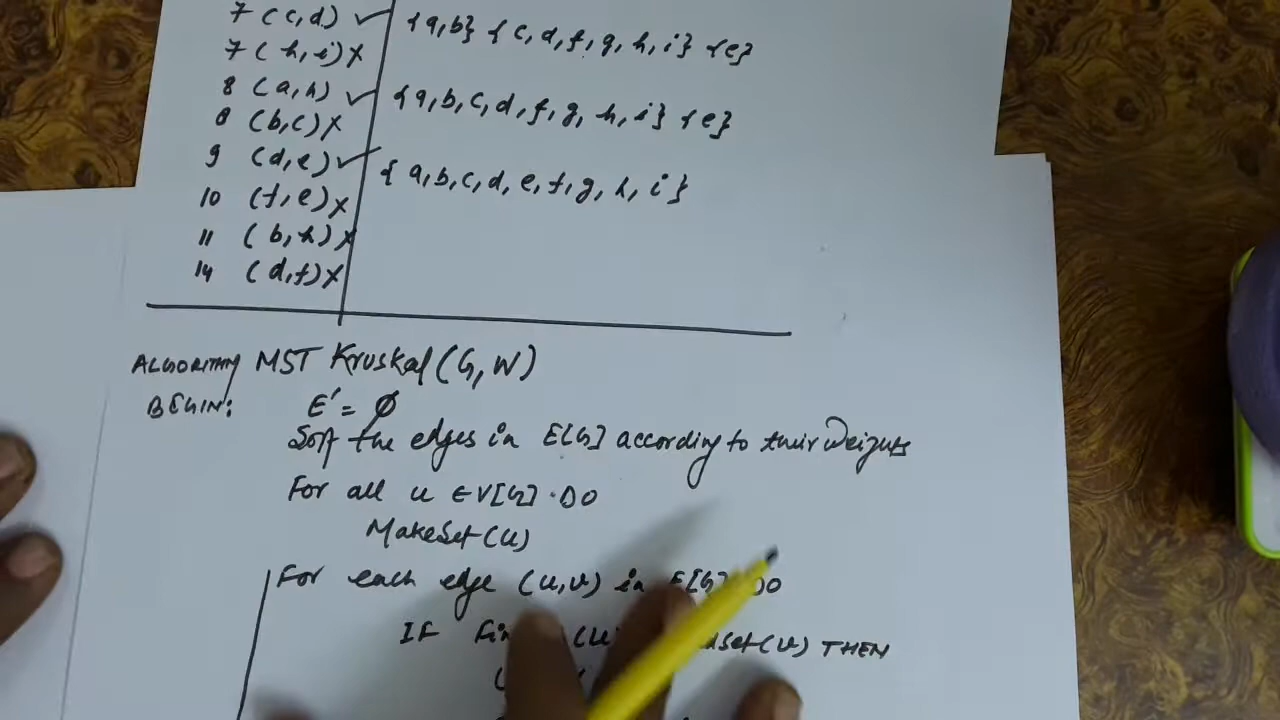 7 (c,d) ✓ {a,b} {c,d,f,g,h,i} {e}
7 (h,i) x
8 (a,h) ✓ {a,b,c,d,f,g,h,i} {e}
8 (b,c) x
9 (d,e) ✓ {a,b,c,d,e,f,g,h,i}
10 (f,e) x
11 (b,h) x
14 (d,f) x
ALGORITHM MST Kruskal(G,W)
BEGIN: E' = Ø
Sort the edges in E[G] according to their Weights
For all u ∈ V[G] DO
MakeSet(u)
For each edge (u,v) in E[G] DO
IF (u) (v) THEN